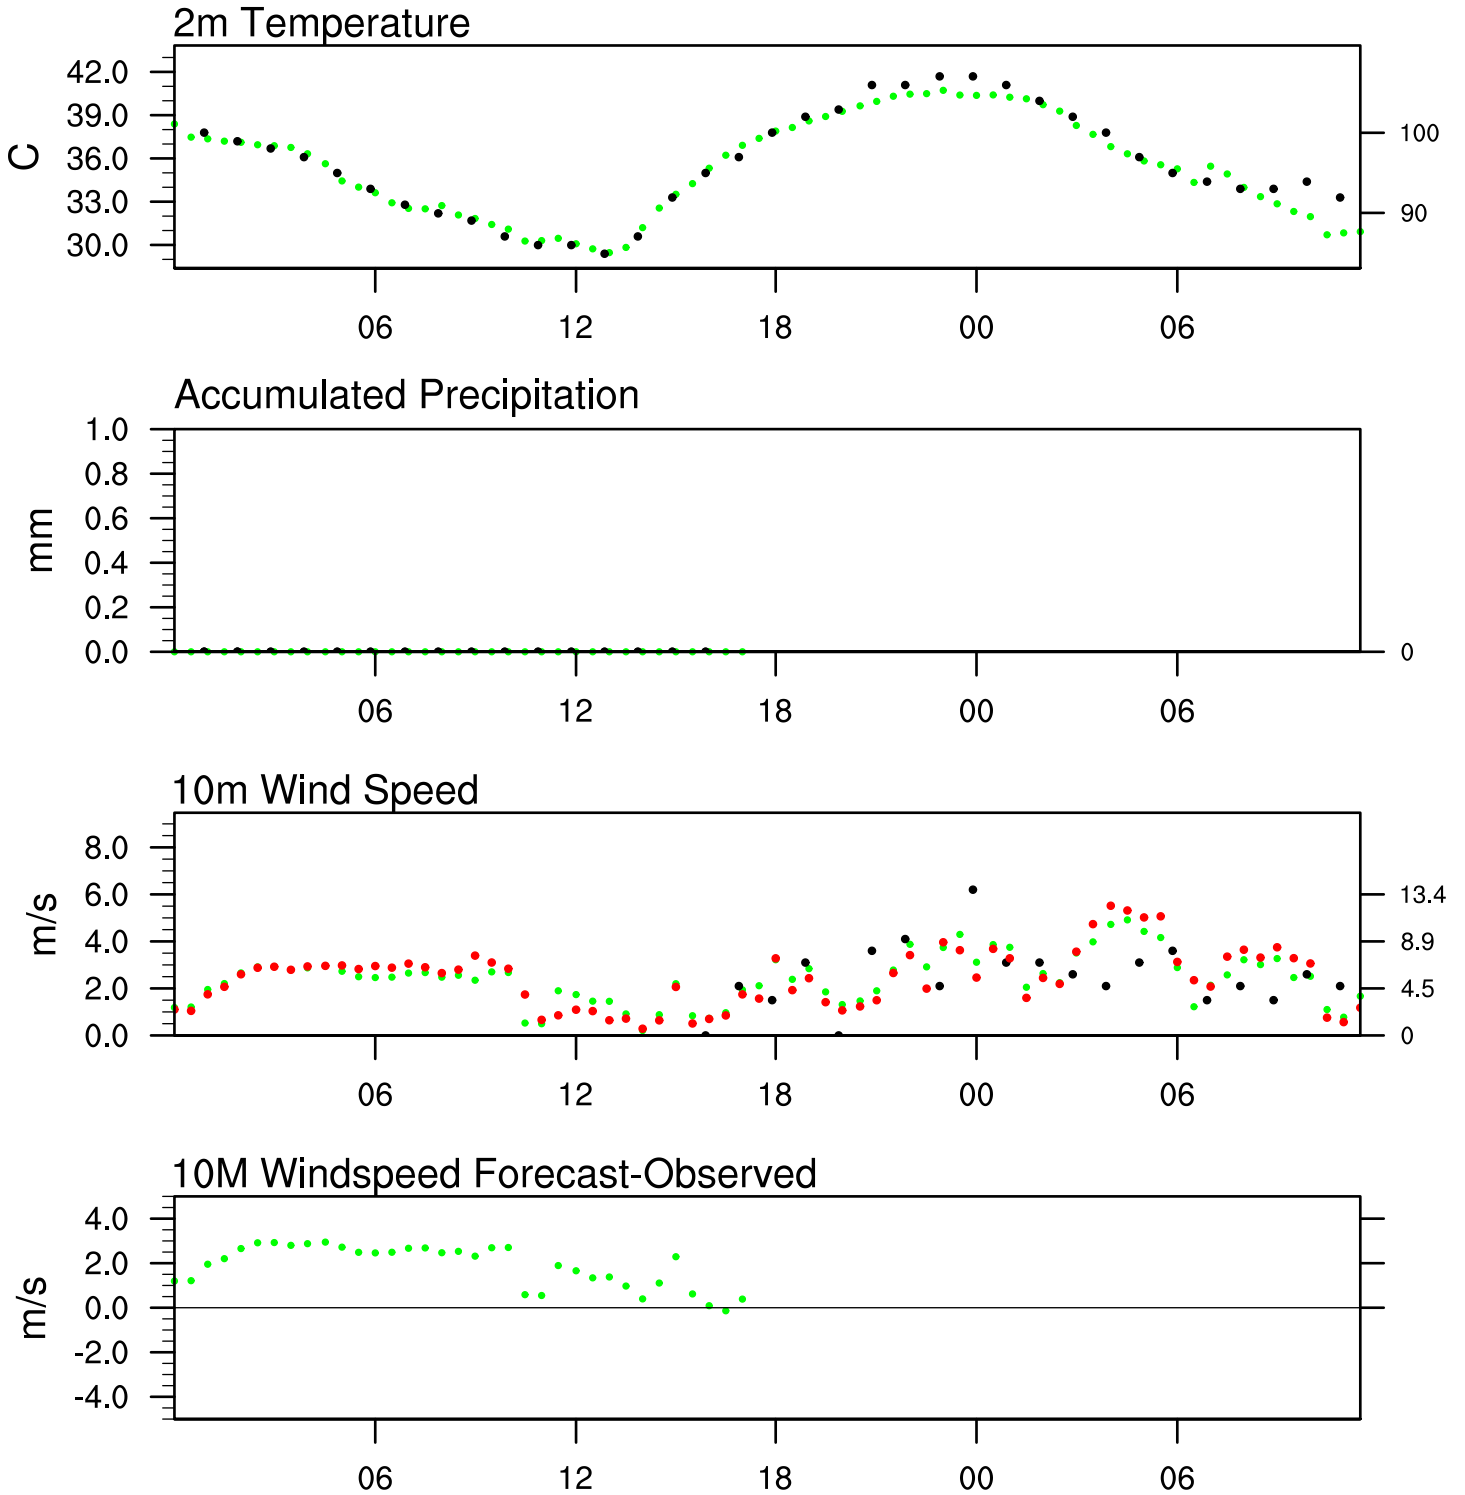 2m Temperature
42.0
39.0
36.0
33.0
30.0
C
100
90
06 12 18 00 06
Accumulated Precipitation
1.0
0.8
0.6
0.4
0.2
0.0
mm
0
06 12 18 00 06
10m Wind Speed
8.0
6.0
4.0
2.0
0.0
m/s
13.4
8.9
4.5
0
06 12 18 00 06
10M Windspeed Forecast-Observed
4.0
2.0
0.0
-2.0
-4.0
m/s
06 12 18 00 06